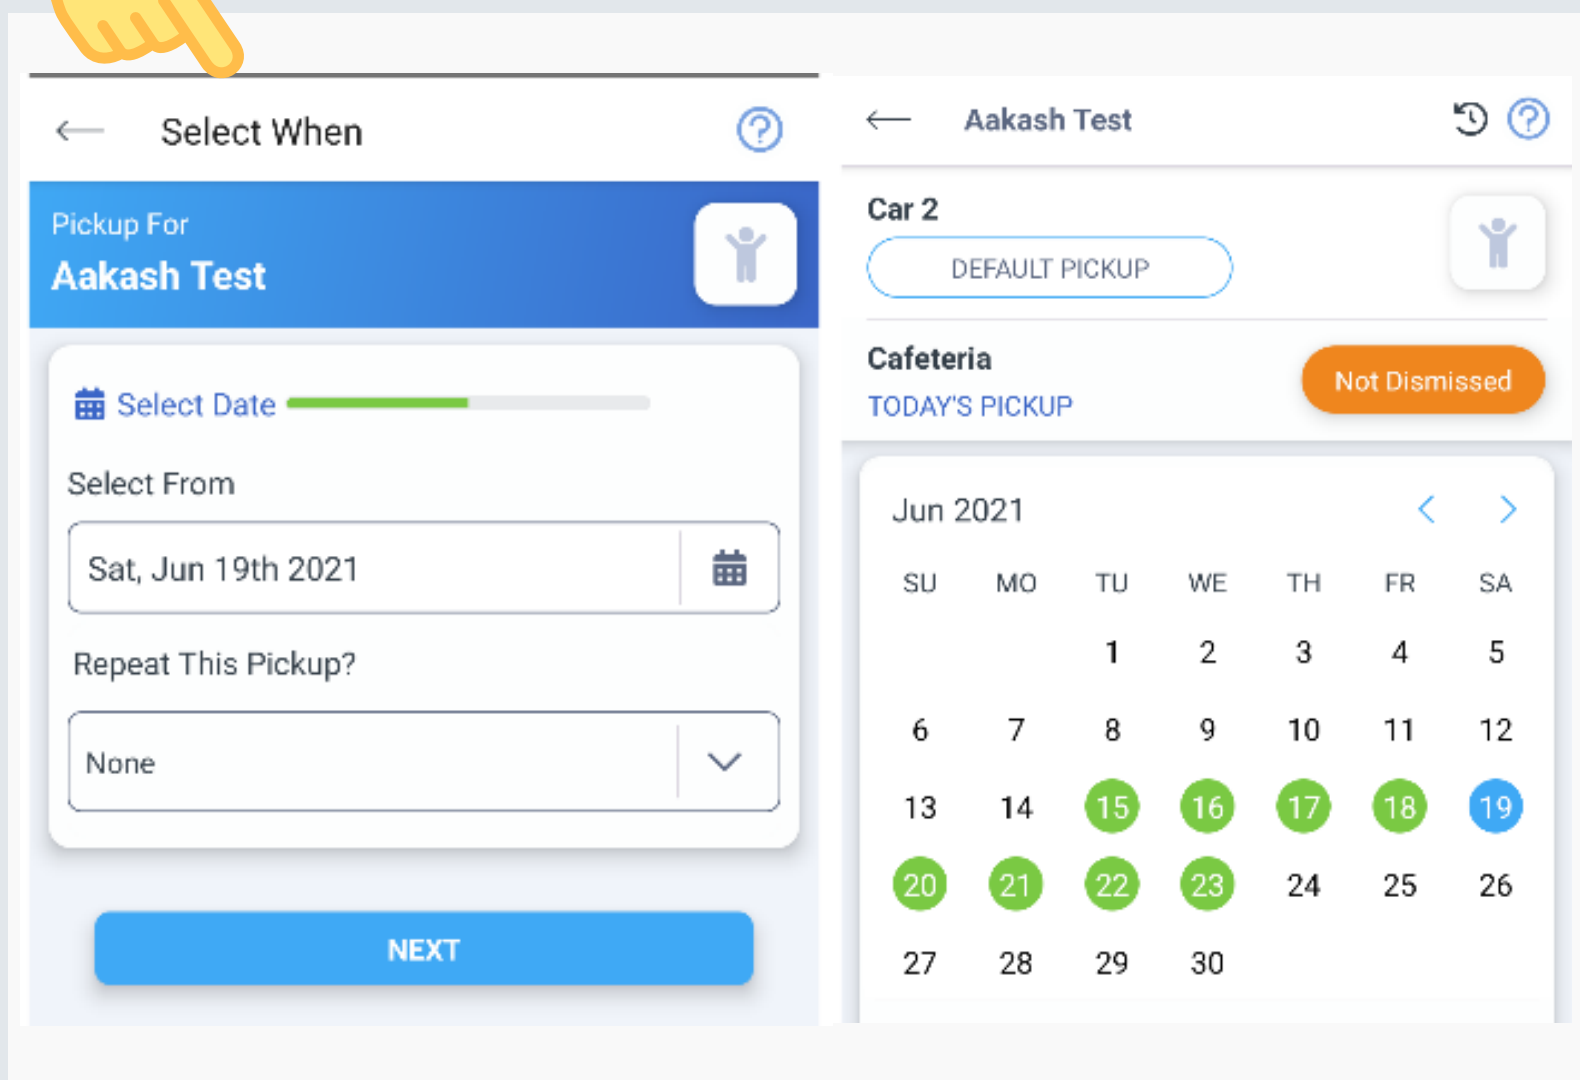 Select When
Pickup For
Aakash Test
Select Date
Select From
Sat, Jun 19th 2021
Repeat This Pickup?
None
NEXT
Aakash Test
Car 2
DEFAULT PICKUP
Cafeteria
TODAY'S PICKUP
Not Dismissed
Jun 2021
SU MO TU WE TH FR SA
1 2 3 4 5
6 7 8 9 10 11 12
13 14 15 16 17 18 19
20 21 22 23 24 25 26
27 28 29 30